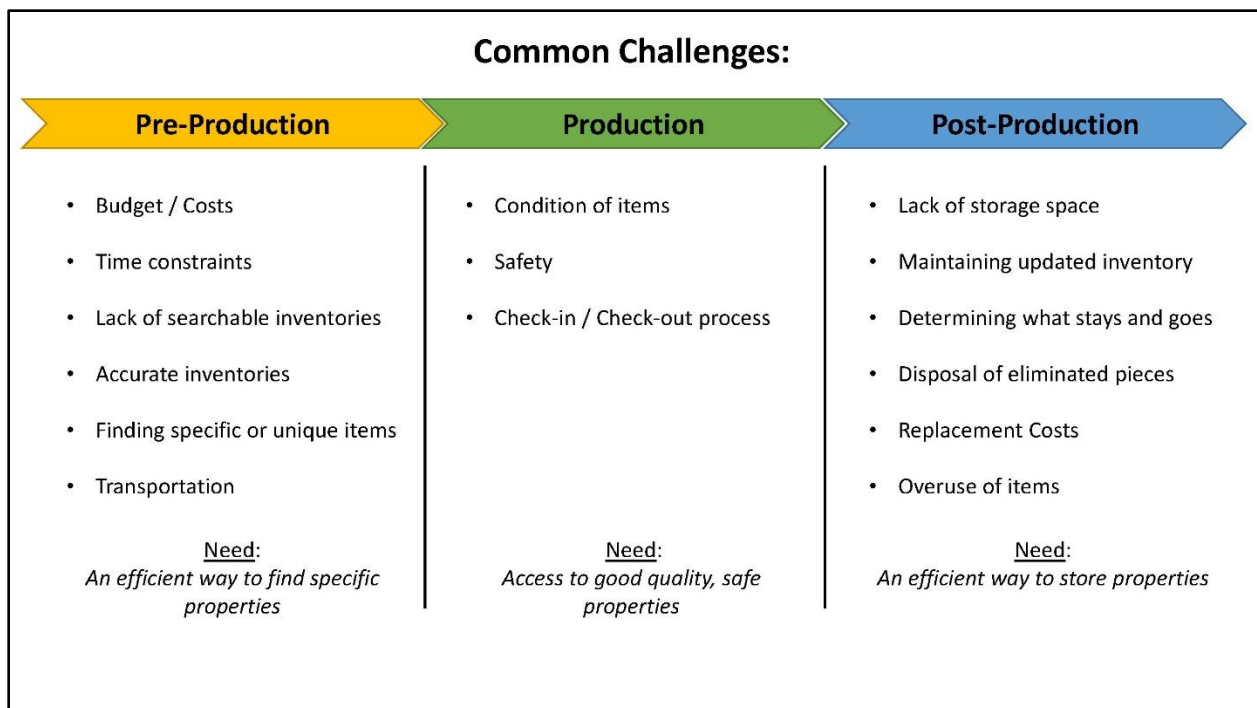 Common Challenges:
Pre-Production
Production
Post-Production
• Budget / Costs
• Time constraints
• Lack of searchable inventories
• Accurate inventories
• Finding specific or unique items
• Transportation
Need:
An efficient way to find specific
properties
• Condition of items
• Safety
• Check-in / Check-out process
Need:
Access to good quality, safe
properties
• Lack of storage space
• Maintaining updated inventory
• Determining what stays and goes
• Disposal of eliminated pieces
• Replacement Costs
• Overuse of items
Need:
An efficient way to store properties